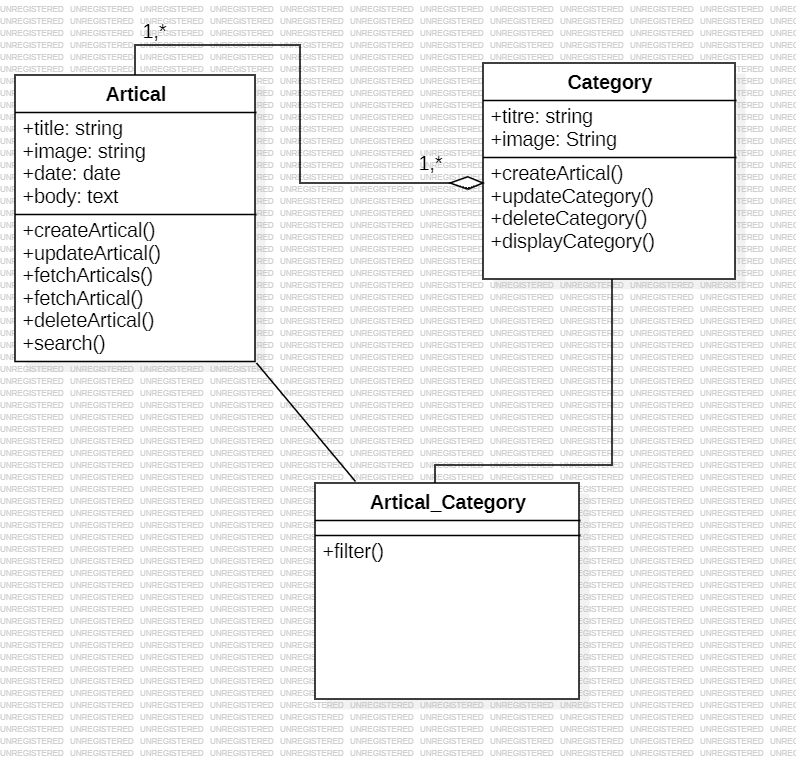 1,*
Artical
+title: string
+image: string
+date: date
+body: text
+createArtical()
+updateArtical()
+fetchArticals()
+fetchArtical()
+deleteArtical()
+search()
Category
+titre: string
+image: String
1,*
+createArtical()
+updateCategory()
+deleteCategory()
+displayCategory()
Artical_Category
+filter()
UNREGISTERED